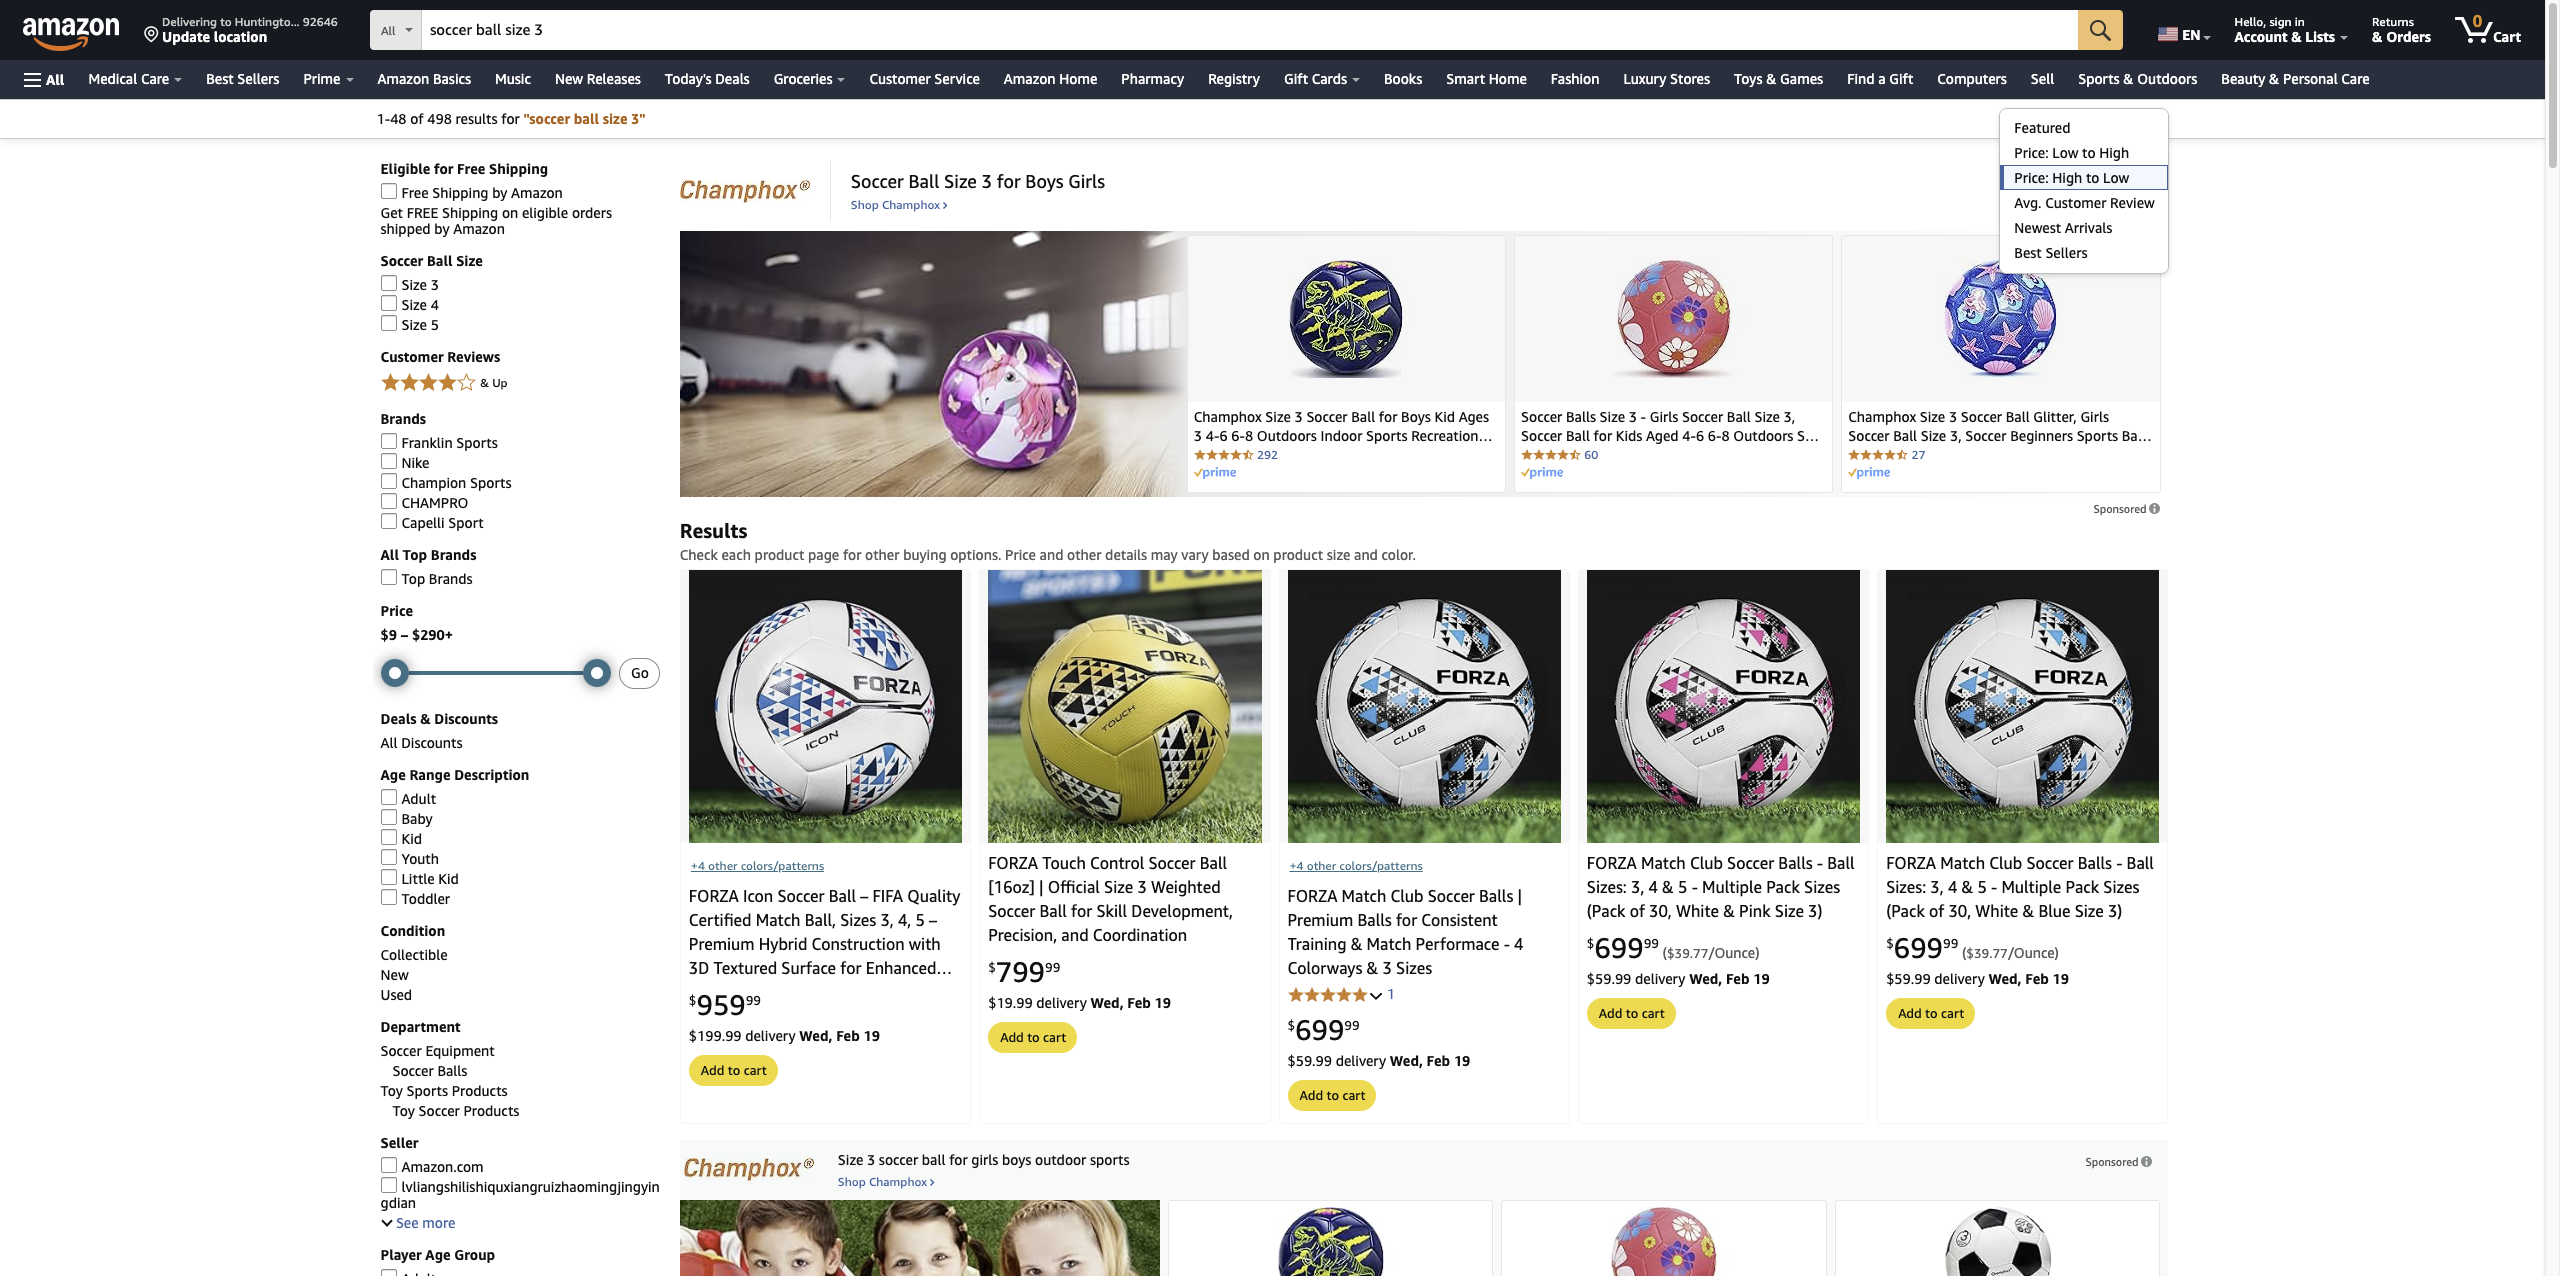 amazon
Delivering to Huntingto... 92646
Update location
All
soccer ball size 3
EN
Hello, sign in
Account & Lists
Returns
& Orders
0
Cart
All
Medical Care
Best Sellers
Prime
Amazon Basics
Music
New Releases
Today's Deals
Groceries
Customer Service
Amazon Home
Pharmacy
Registry
Gift Cards
Books
Smart Home
Fashion
Luxury Stores
Toys & Games
Find a Gift
Computers
Sell
Sports & Outdoors
Beauty & Personal Care
1-48 of 498 results for "soccer ball size 3"
Featured
Price: Low to High
Price: High to Low
Avg. Customer Review
Newest Arrivals
Best Sellers
Eligible for Free Shipping
Free Shipping by Amazon
Get FREE Shipping on eligible orders
shipped by Amazon
Soccer Ball Size
Size 3
Size 4
Size 5
Customer Reviews
& Up
Brands
Franklin Sports
Nike
Champion Sports
CHAMPRO
Capelli Sport
All Top Brands
Top Brands
Price
$9 – $290+
Go
Deals & Discounts
All Discounts
Age Range Description
Adult
Baby
Kid
Youth
Little Kid
Toddler
Condition
Collectible
New
Used
Department
Soccer Equipment
Soccer Balls
Toy Sports Products
Toy Soccer Products
Seller
Amazon.com
lvliangshilishiquxiangruizhaomingjingyin
gdian
See more
Player Age Group
Champhox®
Soccer Ball Size 3 for Boys Girls
Shop Champhox ›
Champhox Size 3 Soccer Ball for Boys Kid Ages
3 4-6 6-8 Outdoors Indoor Sports Recreation...
292
prime
Soccer Balls Size 3 - Girls Soccer Ball Size 3,
Soccer Ball for Kids Aged 4-6 6-8 Outdoors S...
60
prime
Champhox Size 3 Soccer Ball Glitter, Girls
Soccer Ball Size 3, Soccer Beginners Sports Ba...
27
prime
Sponsored
Results
Check each product page for other buying options. Price and other details may vary based on product size and color.
FORZA
ICON
+4 other colors/patterns
FORZA Icon Soccer Ball – FIFA Quality
Certified Match Ball, Sizes 3, 4, 5 –
Premium Hybrid Construction with
3D Textured Surface for Enhanced...
$959.99
$199.99 delivery Wed, Feb 19
Add to cart
FORZA
TOUCH
FORZA Touch Control Soccer Ball
[16oz] | Official Size 3 Weighted
Soccer Ball for Skill Development,
Precision, and Coordination
$799.99
$19.99 delivery Wed, Feb 19
Add to cart
FORZA
CLUB
+4 other colors/patterns
FORZA Match Club Soccer Balls |
Premium Balls for Consistent
Training & Match Performace - 4
Colorways & 3 Sizes
1
$699.99
$59.99 delivery Wed, Feb 19
Add to cart
FORZA
CLUB
FORZA Match Club Soccer Balls - Ball
Sizes: 3, 4 & 5 - Multiple Pack Sizes
(Pack of 30, White & Pink Size 3)
$699.99 ($39.77/Ounce)
$59.99 delivery Wed, Feb 19
Add to cart
FORZA
CLUB
FORZA Match Club Soccer Balls - Ball
Sizes: 3, 4 & 5 - Multiple Pack Sizes
(Pack of 30, White & Blue Size 3)
$699.99 ($39.77/Ounce)
$59.99 delivery Wed, Feb 19
Add to cart
Champhox®
Size 3 soccer ball for girls boys outdoor sports
Shop Champhox ›
Sponsored